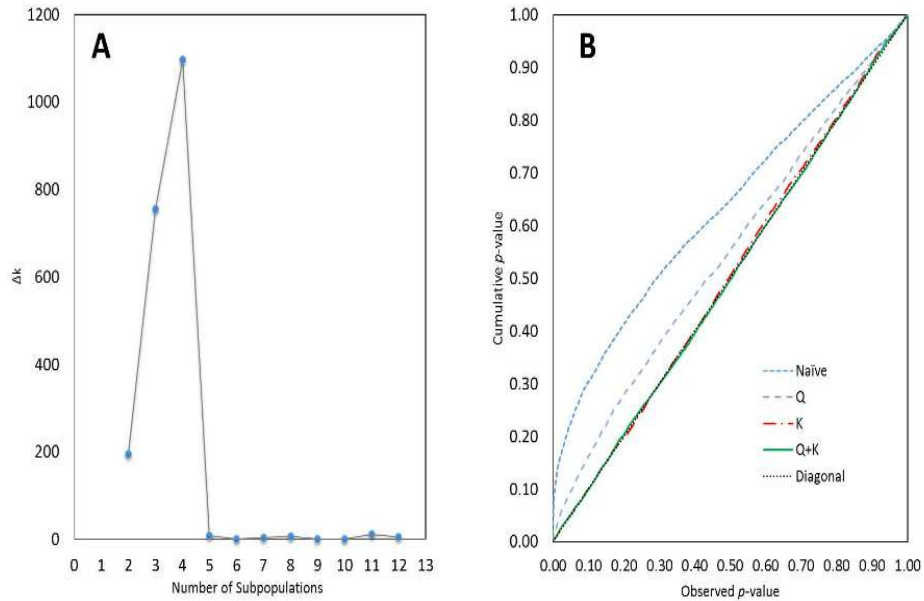 A
1200
1000
800
600
400
200
0
Δk
0 1 2 3 4 5 6 7 8 9 10 11 12 13
Number of Subpopulations
B
1.00
0.90
0.80
0.70
0.60
0.50
0.40
0.30
0.20
0.10
0.00
Cumulative p-value
Naïve
Q
K
Q+K
Diagonal
0.00 0.10 0.20 0.30 0.40 0.50 0.60 0.70 0.80 0.90 1.00
Observed p-value